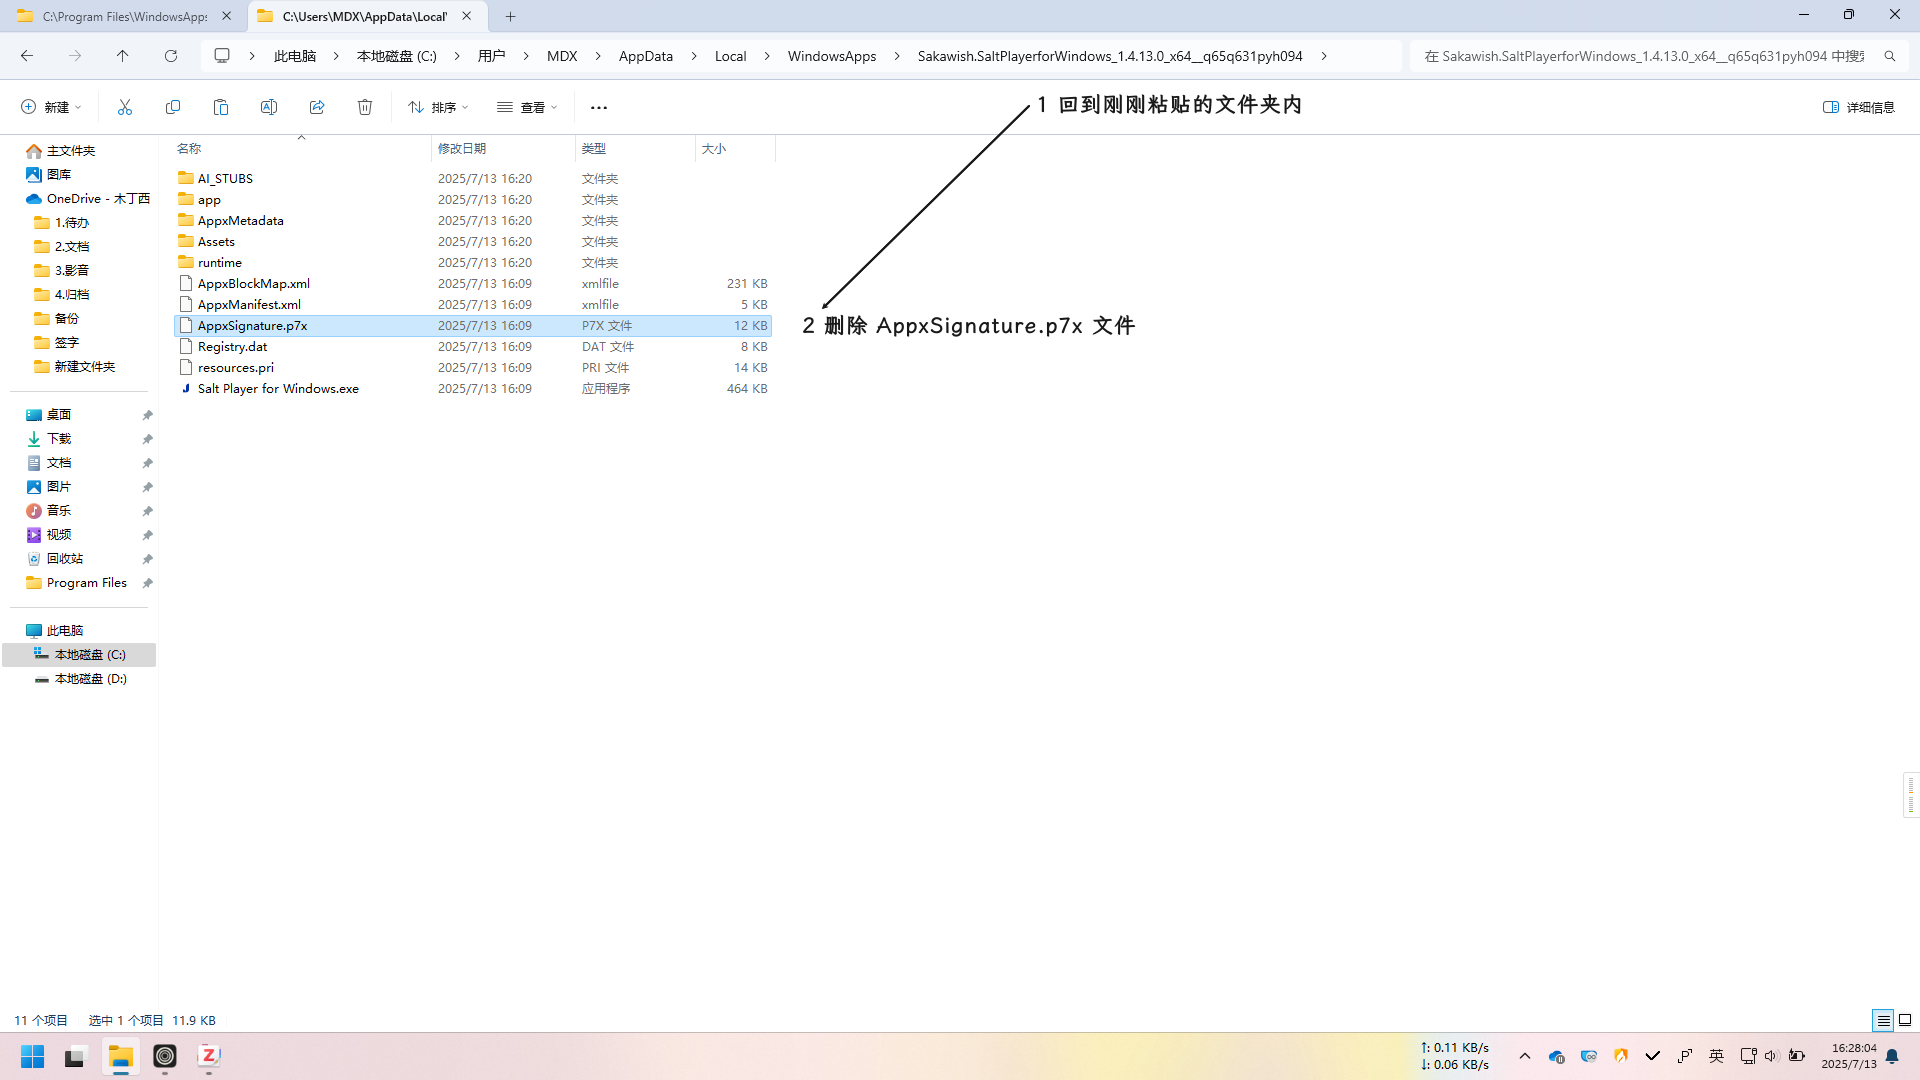 C:\Program Files\WindowsApps
C:\Users\MDX\AppData\Local\
此电脑 本地磁盘 (C:) 用户 MDX AppData Local WindowsApps Sakawish.SaltPlayerforWindows_1.4.13.0_x64__q65q631pyh094
在 Sakawish.SaltPlayerforWindows_1.4.13.0_x64__q65q631pyh094 中搜索
新建 排序 查看 详细信息
1 回到刚刚粘贴的文件夹内
名称 修改日期 类型 大小
AI_STUBS 2025/7/13 16:20 文件夹
app 2025/7/13 16:20 文件夹
AppxMetadata 2025/7/13 16:20 文件夹
Assets 2025/7/13 16:20 文件夹
runtime 2025/7/13 16:20 文件夹
AppxBlockMap.xml 2025/7/13 16:09 xmlfile 231 KB
AppxManifest.xml 2025/7/13 16:09 xmlfile 5 KB
AppxSignature.p7x 2025/7/13 16:09 P7X 文件 12 KB
Registry.dat 2025/7/13 16:09 DAT 文件 8 KB
resources.pri 2025/7/13 16:09 PRI 文件 14 KB
Salt Player for Windows.exe 2025/7/13 16:09 应用程序 464 KB
2 删除 AppxSignature.p7x 文件
主文件夹
图库
OneDrive - 木丁西
1.待办
2.文档
3.影音
4.归档
备份
签字
新建文件夹
桌面
下载
文档
图片
音乐
视频
回收站
Program Files
此电脑
本地磁盘 (C:)
本地磁盘 (D:)
11 个项目 选中 1 个项目 11.9 KB
↑: 0.11 KB/s
↓: 0.06 KB/s
英
16:28:04
2025/7/13